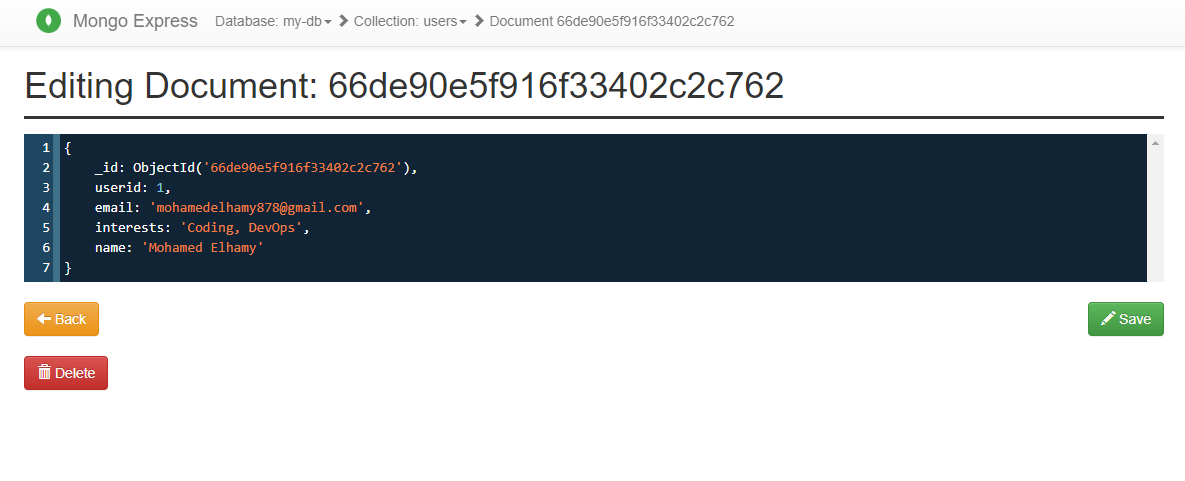 Mongo Express Database: my-db Collection: users Document 66de90e5f916f33402c2c762
Editing Document: 66de90e5f916f33402c2c762
1 {
2 _id: ObjectId('66de90e5f916f33402c2c762'),
3 userid: 1,
4 email: 'mohamedelhamy878@gmail.com',
5 interests: 'Coding, DevOps',
6 name: 'Mohamed Elhamy'
7 }
Back Save
Delete